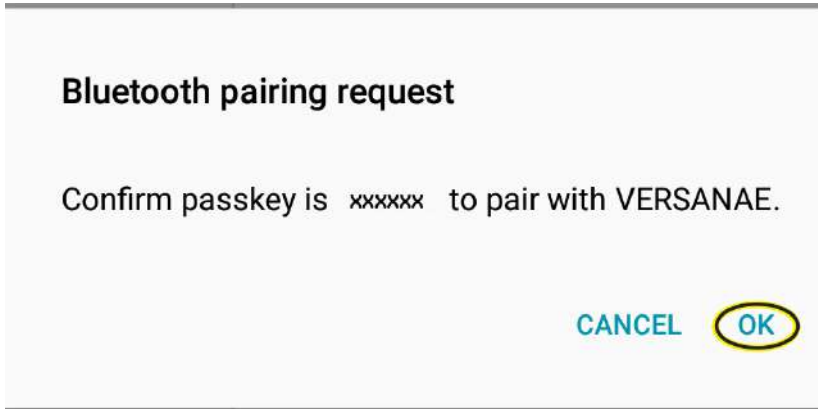 Bluetooth pairing request
Confirm passkey is xxxxxx to pair with VERSANAE.
CANCEL OK